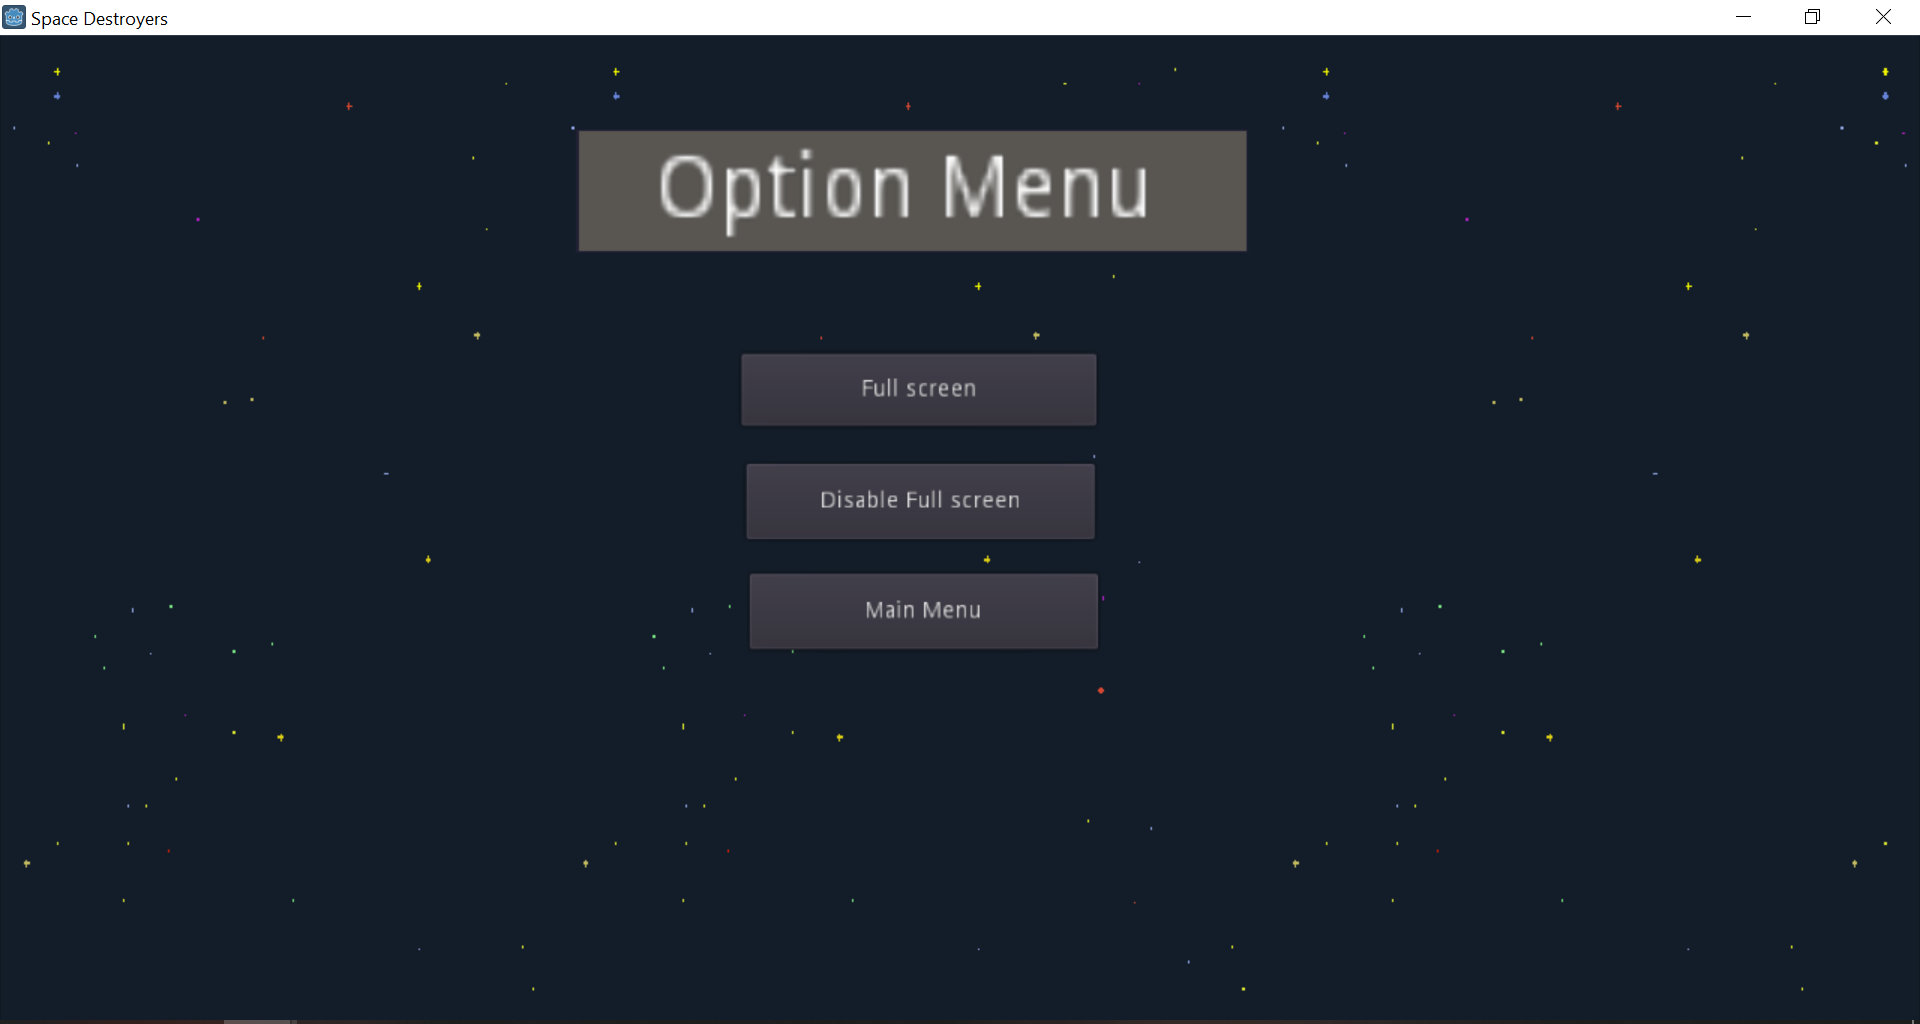 Space Destroyers
Option Menu
Full screen
Disable Full screen
Main Menu